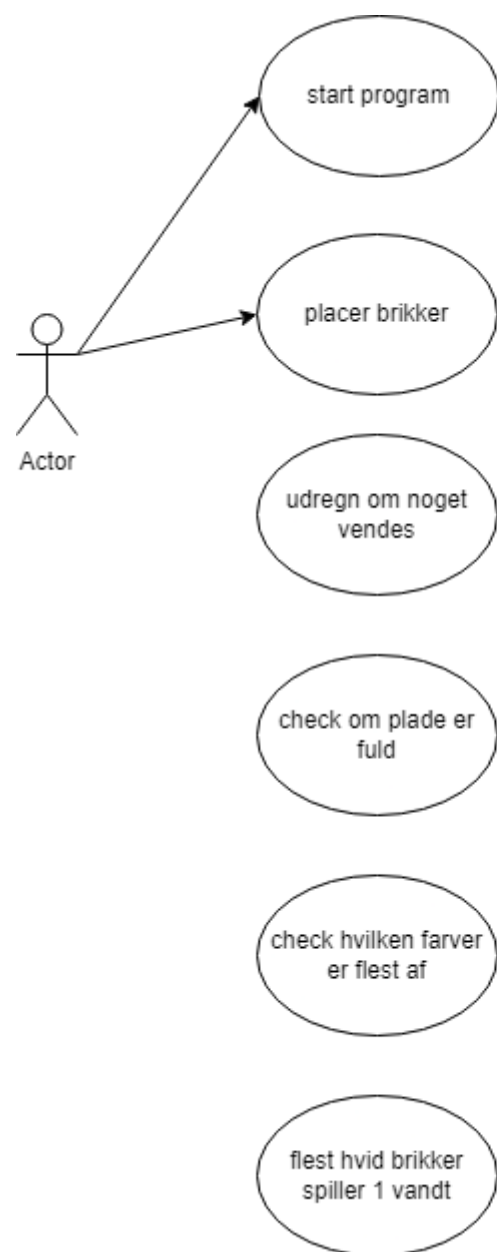 start program
placer brikker
Actor
udregn om noget
vendes
check om plade er
fuld
check hvilken farver
er flest af
flest hvid brikker
spiller 1 vandt